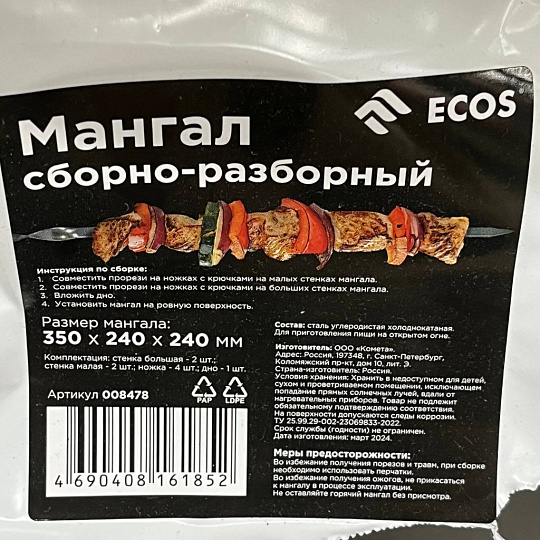 ECOS
Мангал
сборно-разборный
Инструкция по сборке:
1. Совместить прорези на ножках с крючками на малых стенках мангала.
2. Совместить прорези на ножках с крючками на больших стенках мангала.
3. Вложить дно.
4. Установить мангал на ровную поверхность.
Размер мангала:
350 x 240 x 240 мм
Комплектация: стенка большая - 2 шт.;
стенка малая - 2 шт.; ножка - 4 шт.; дно - 1 шт.
Артикул 008478
PAP LDPE
4 690408 161852
Состав: сталь углеродистая холоднокатаная.
Для приготовления пищи на открытом огне.
Изготовитель: ООО «Комета».
Адрес: Россия, 197348, г. Санкт-Петербург,
Коломяжский пр-кт, дом 10, лит. Э.
Страна-изготовитель: Россия.
Условия хранения: Хранить в недоступном для детей,
сухом и проветриваемом помещении, исключающем
попадание прямых солнечных лучей, вдали от
нагревательных приборов. Товар не подлежит
обязательному подтверждению соответствия.
На поверхности допускаются следы коррозии.
ТУ 25.99.29-002-23069833-2022.
Срок службы (годности) не ограничен.
Дата изготовления: март 2024.
Меры предосторожности:
Во избежание получения порезов и травм, при сборке
необходимо использовать перчатки.
Во избежание получения ожогов, не прикасаться
к мангалу в процессе эксплуатации.
Не оставляйте горячий мангал без присмотра.